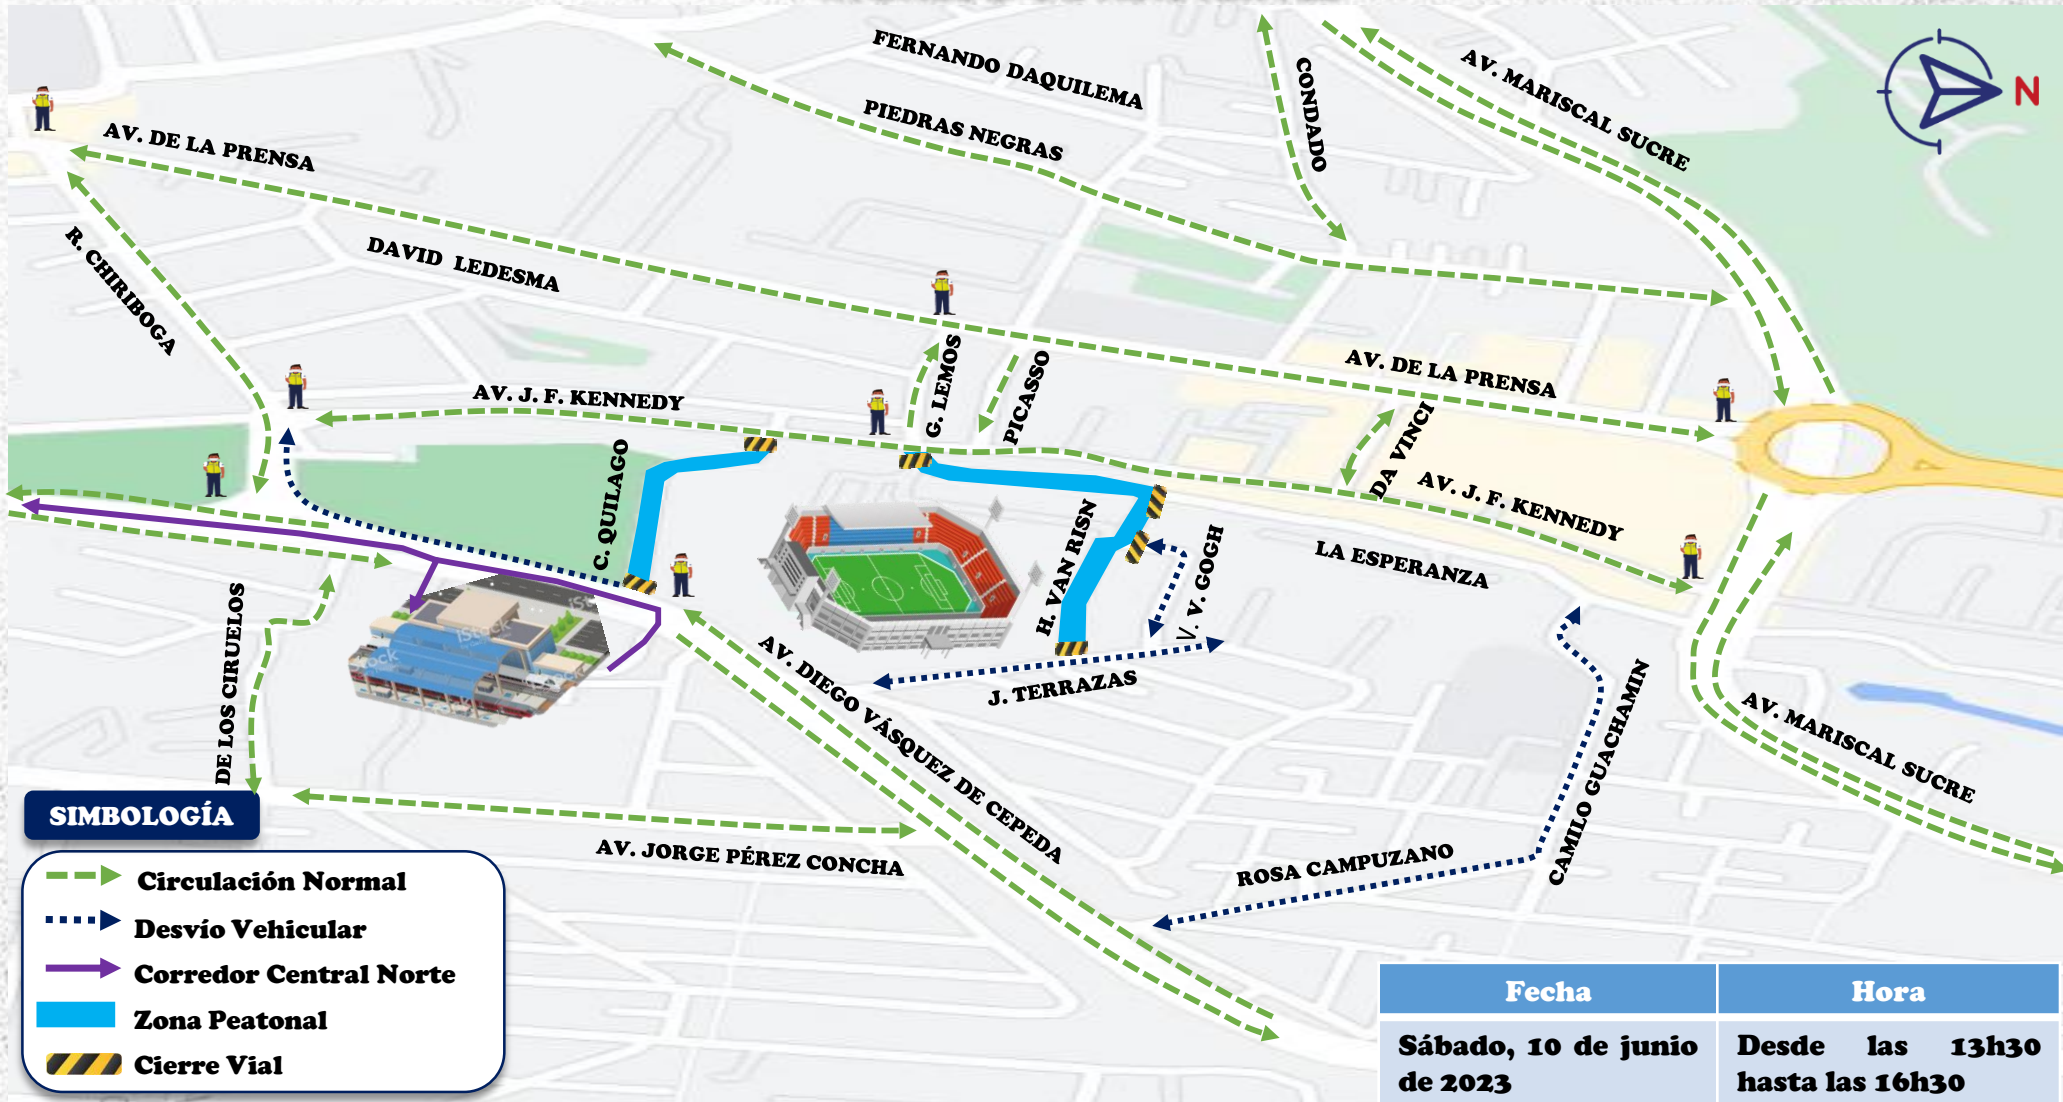 FERNANDO DAQUILEMA
PIEDRAS NEGRAS
CONDADO
AV. MARISCAL SUCRE
N
AV. DE LA PRENSA
R. CHIRIBOGA
DAVID LEDESMA
AV. J. F. KENNEDY
G. LEMOS
PICASSO
AV. DE LA PRENSA
DA VINCI
AV. J. F. KENNEDY
C. QUILAGO
H. VAN RISN
V. V. GOGH
LA ESPERANZA
DE LOS CIRUELOS
iStock
AV. DIEGO VÁSQUEZ DE CEPEDA
J. TERRAZAS
CAMILO GUACHAMIN
AV. MARISCAL SUCRE
AV. JORGE PÉREZ CONCHA
ROSA CAMPUZANO
SIMBOLOGÍA
Circulación Normal
Desvío Vehicular
Corredor Central Norte
Zona Peatonal
Cierre Vial
Fecha
Hora
Sábado, 10 de junio
de 2023
Desde las 13h30
hasta las 16h30